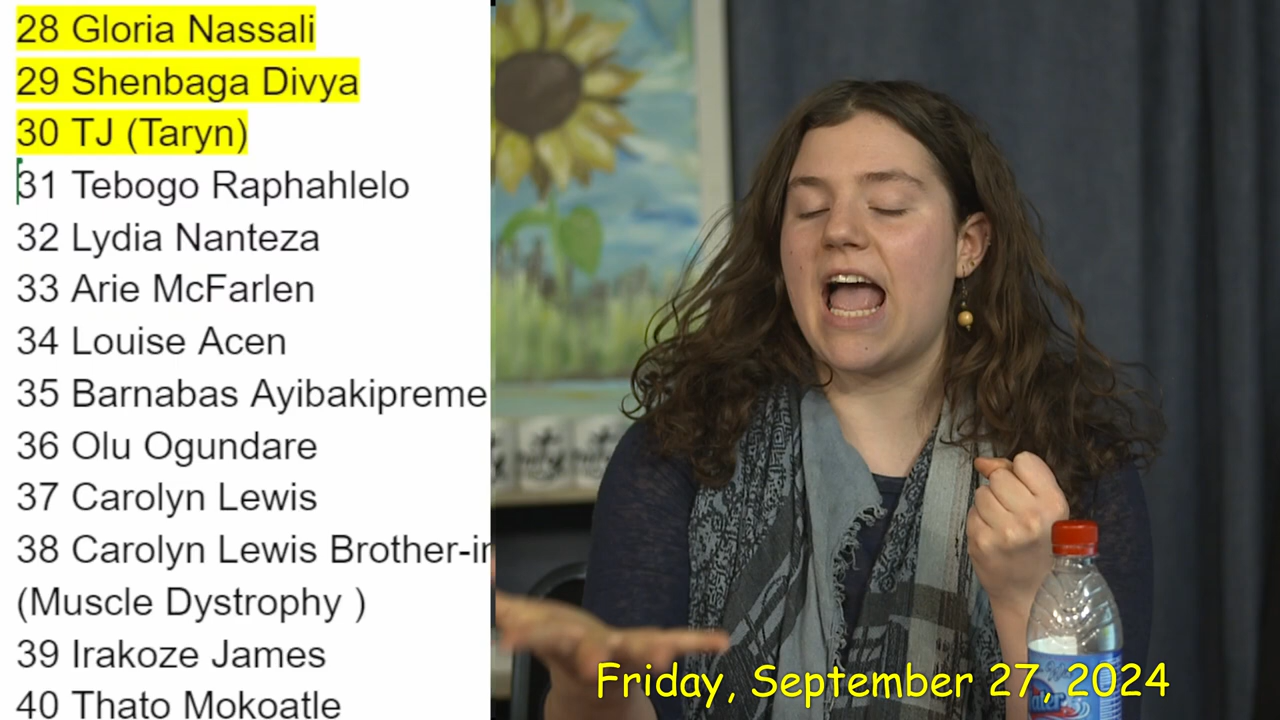 28 Gloria Nassali
29 Shenbaga Divya
30 TJ (Taryn)
31 Tebogo Raphahlelo
32 Lydia Nanteza
33 Arie McFarlen
34 Louise Acen
35 Barnabas Ayibakipreme
36 Olu Ogundare
37 Carolyn Lewis
38 Carolyn Lewis Brother-in
(Muscle Dystrophy )
39 Irakoze James
40 Thato Mokoatle
Friday, September 27, 2024